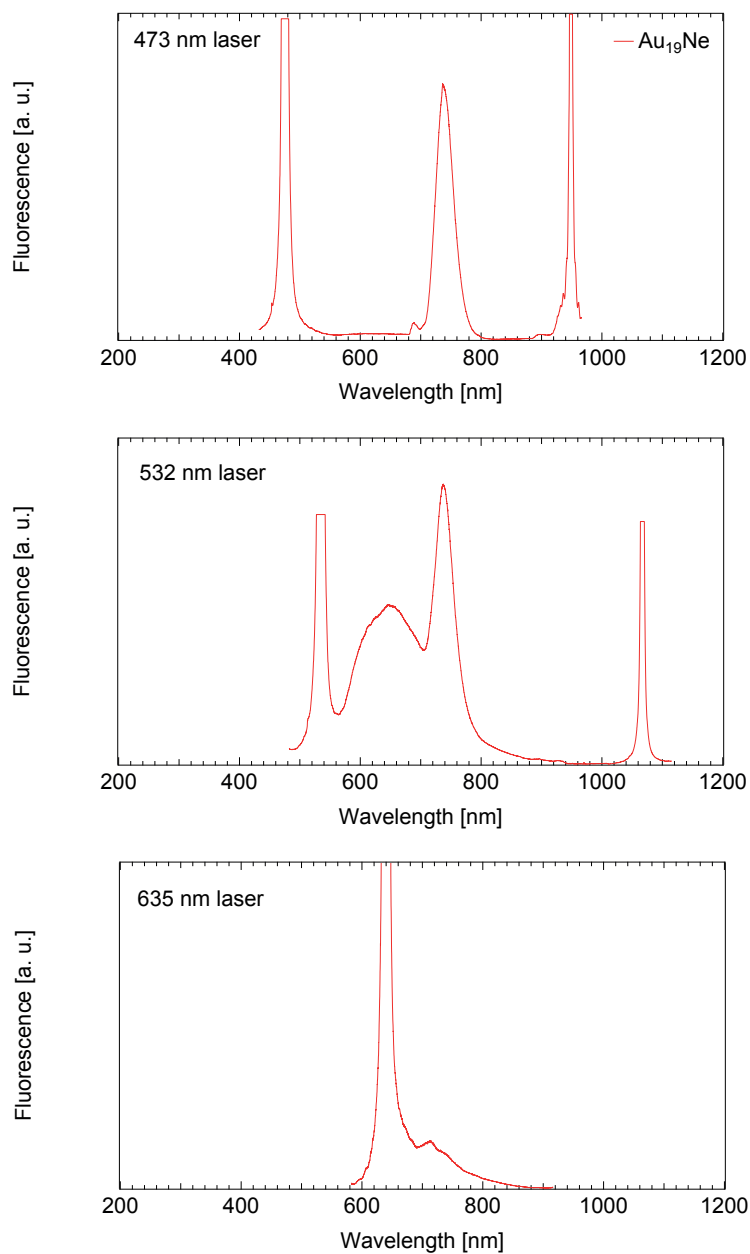 473 nm laser
Au₁₉Ne
Fluorescence [a. u.]
200 400 600 800 1000 1200
Wavelength [nm]
532 nm laser
Fluorescence [a. u.]
200 400 600 800 1000 1200
Wavelength [nm]
635 nm laser
Fluorescence [a. u.]
200 400 600 800 1000 1200
Wavelength [nm]